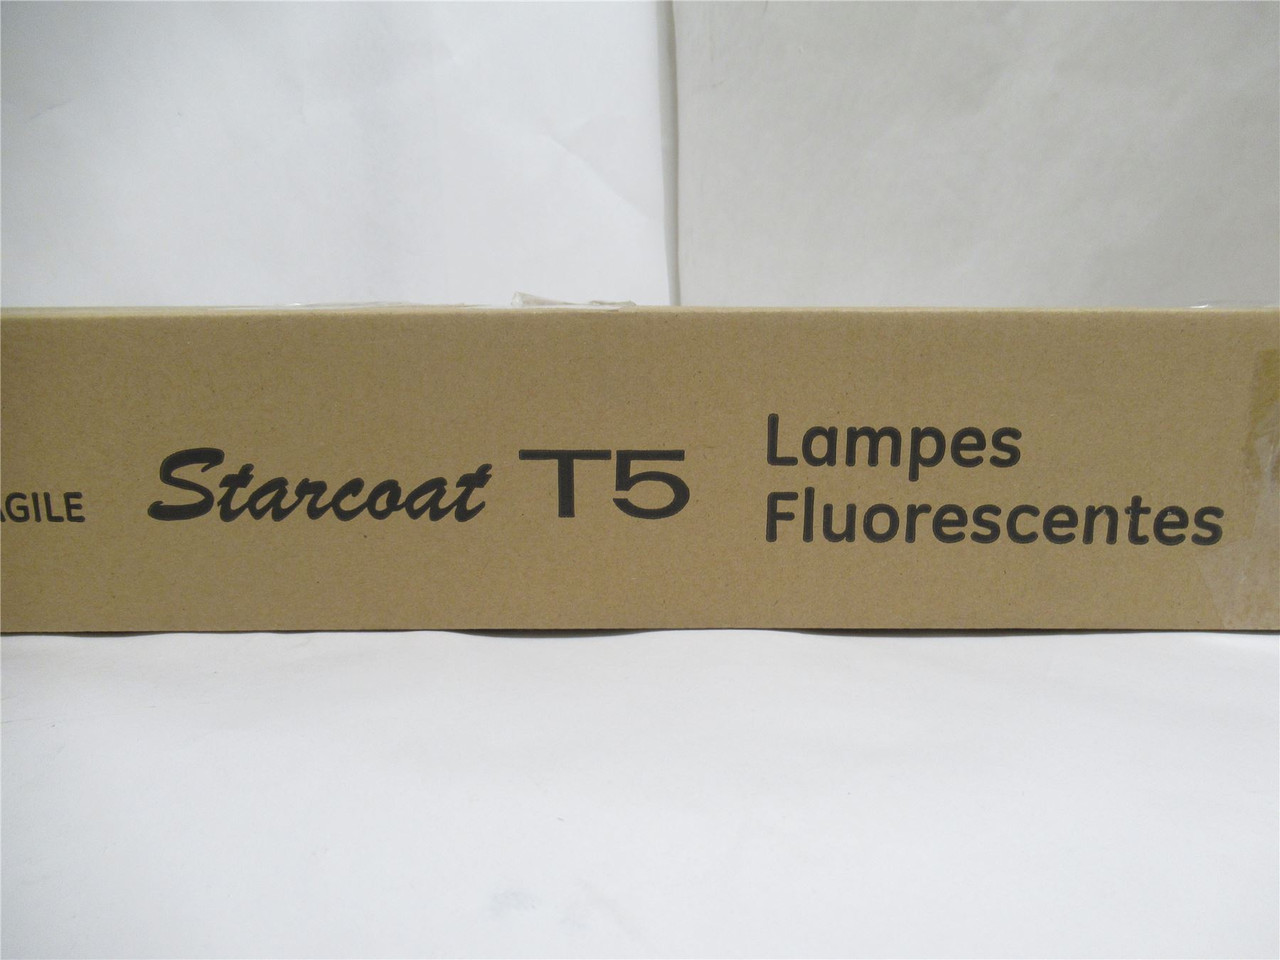 AGILE
Starcoat T5
Lampes
Fluorescentes